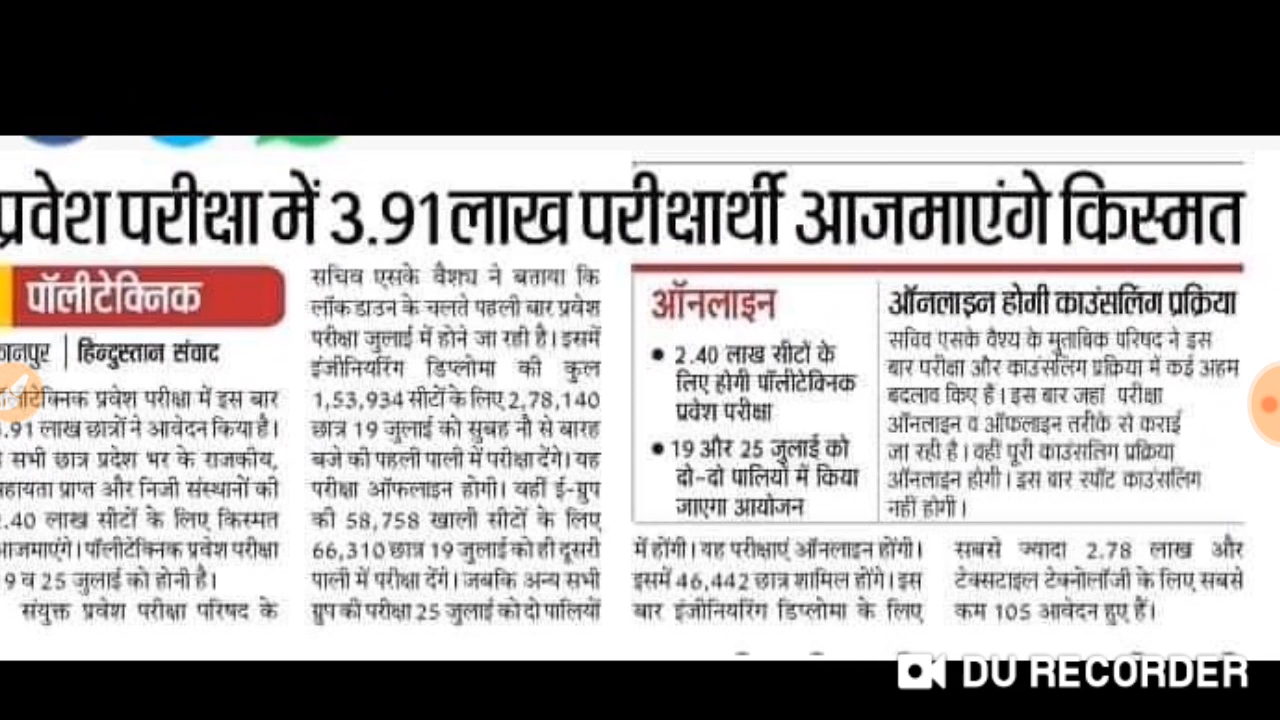 प्रवेश परीक्षा में 3.91 लाख परीक्षार्थी आजमाएंगे किस्मत
पॉलीटेक्निक
कानपुर | हिन्दुस्तान संवाद
पॉलीटेक्निक प्रवेश परीक्षा में इस बार
3.91 लाख छात्रों ने आवेदन किया है।
सभी छात्र प्रदेश भर के राजकीय,
सहायता प्राप्त और निजी संस्थानों की
2.40 लाख सीटों के लिए किस्मत
आजमाएंगे। पॉलीटेक्निक प्रवेश परीक्षा
19 व 25 जुलाई को होनी है।
संयुक्त प्रवेश परीक्षा परिषद के
सचिव एसके वैश्य ने बताया कि
लॉकडाउन के चलते पहली बार प्रवेश
परीक्षा जुलाई में होने जा रही है। इसमें
इंजीनियरिंग डिप्लोमा की कुल
1,53,934 सीटों के लिए 2,78,140
छात्र 19 जुलाई को सुबह नौ से बारह
बजे की पहली पाली में परीक्षा देंगे। यह
परीक्षा ऑफलाइन होगी। वहीं ई-ग्रुप
की 58,758 खाली सीटों के लिए
66,310 छात्र 19 जुलाई को ही दूसरी
पाली में परीक्षा देंगे। जबकि अन्य सभी
ग्रुप की परीक्षा 25 जुलाई को दो पालियों
ऑनलाइन
● 2.40 लाख सीटों के
लिए होगी पॉलीटेक्निक
प्रवेश परीक्षा
● 19 और 25 जुलाई को
दो-दो पालियों में किया
जाएगा आयोजन
ऑनलाइन होगी काउंसलिंग प्रक्रिया
सचिव एसके वैश्य के मुताबिक परिषद ने इस
बार परीक्षा और काउंसलिंग प्रक्रिया में कई अहम
बदलाव किए हैं। इस बार जहां परीक्षा
ऑनलाइन व ऑफलाइन तरीके से कराई
जा रही है। वहीं पूरी काउंसलिंग प्रक्रिया
ऑनलाइन होगी। इस बार स्पॉट काउंसलिंग
नहीं होगी।
में होंगी। यह परीक्षाएं ऑनलाइन होंगी।
इसमें 46,442 छात्र शामिल होंगे। इस
बार इंजीनियरिंग डिप्लोमा के लिए
सबसे ज्यादा 2.78 लाख और
टेक्सटाइल टेक्नोलॉजी के लिए सबसे
कम 105 आवेदन हुए हैं।
DU RECORDER